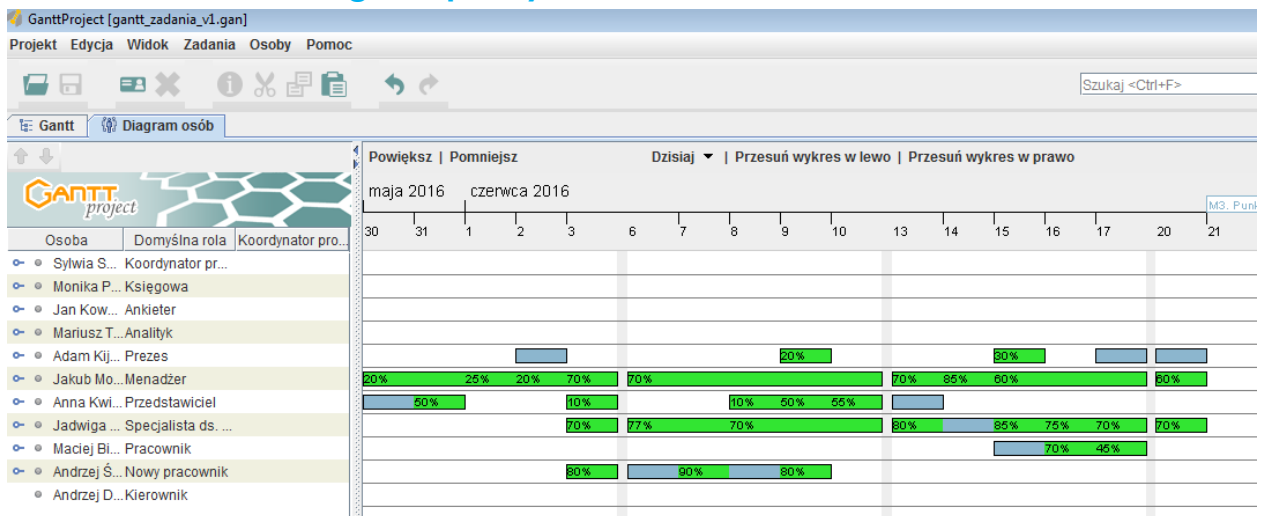 GanttProject [gantt_zadania_v1.gan]
Projekt Edycja Widok Zadania Osoby Pomoc
Szukaj <Ctrl+F>
Gantt Diagram osób
Powiększ | Pomniejsz Dzisiaj | Przesuń wykres w lewo | Przesuń wykres w prawo
GANTT project
maja 2016 czerwca 2016
M3. Punk
Osoba Domyślna rola Koordynator pro...
30 31 1 2 3 6 7 8 9 10 13 14 15 16 17 20 21
Sylwia S... Koordynator pr...
Monika P... Księgowa
Jan Kow... Ankieter
Mariusz T... Analityk
Adam Kij... Prezes 20% 30%
Jakub Mo... Menadżer 20% 25% 20% 70% 70% 70% 85% 60% 60%
Anna Kwi... Przedstawiciel 50% 10% 10% 50% 55%
Jadwiga ... Specjalista ds. ... 70% 77% 70% 80% 85% 75% 70% 70%
Maciej Bi... Pracownik 70% 45%
Andrzej Ś... Nowy pracownik 80% 90% 80%
Andrzej D... Kierownik